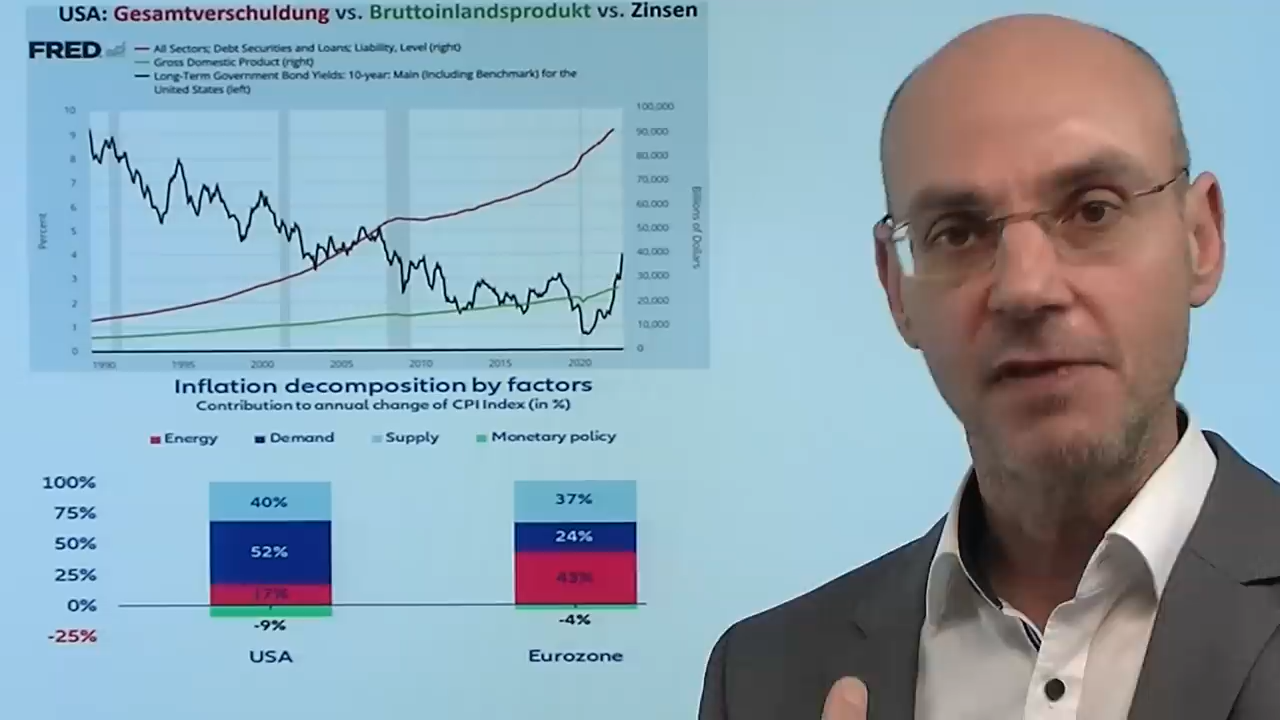 USA: Gesamtverschuldung vs. Bruttoinlandsprodukt vs. Zinsen
FRED
All Sectors; Debt Securities and Loans; Liability, Level (right)
Gross Domestic Product (right)
Long-Term Government Bond Yields: 10-year: Main (Including Benchmark) for the
United States (left)
10
9
8
7
6
5
4
3
2
1
0
Percent
100,000
90,000
80,000
70,000
60,000
50,000
40,000
30,000
20,000
10,000
0
Billions of Dollars
1990 1995 2000 2005 2010 2015 2020
Inflation decomposition by factors
Contribution to annual change of CPI Index (in %)
Energy Demand Supply Monetary policy
100%
75%
50%
25%
0%
-25%
40%
52%
17%
-9%
USA
37%
24%
43%
-4%
Eurozone